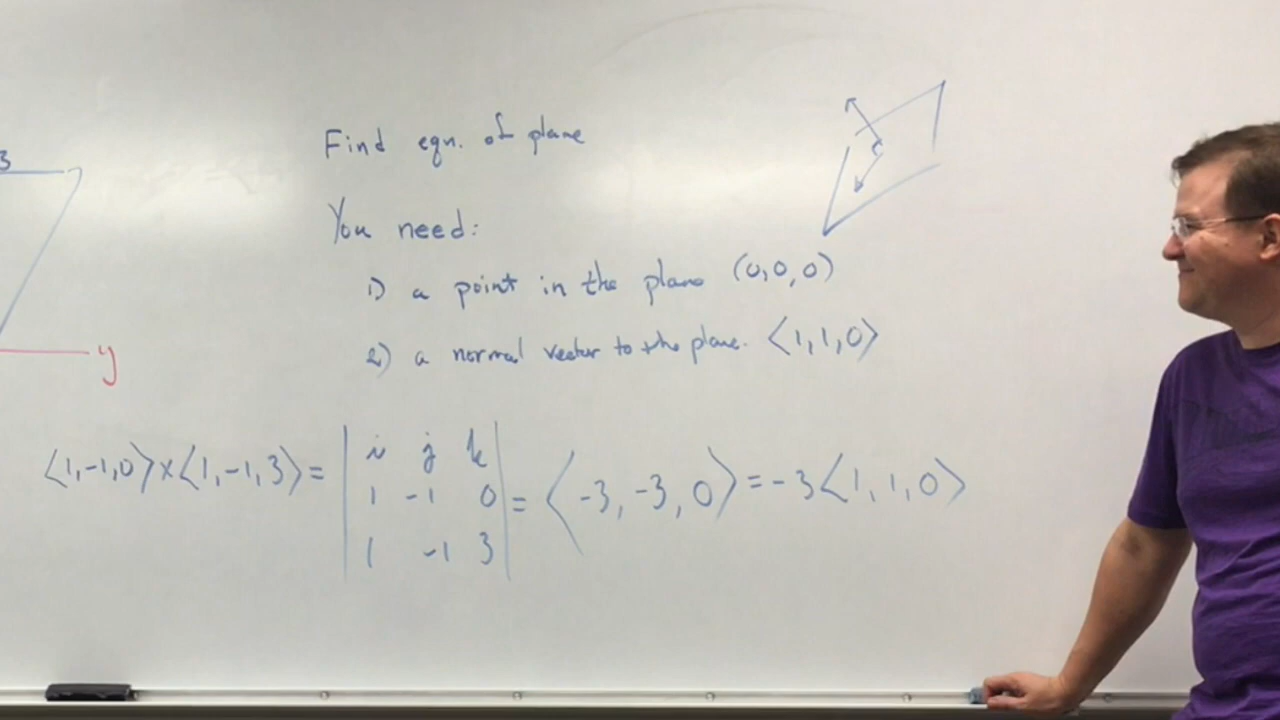 3
Find eqn. of plane
You need:
1) a point in the plane (0,0,0)
2) a normal vector to the plane. ⟨1,1,0⟩
y
⟨1,-1,0⟩×⟨1,-1,3⟩= | i j k | = ⟨-3,-3,0⟩=-3⟨1,1,0⟩
1 -1 0
1 -1 3